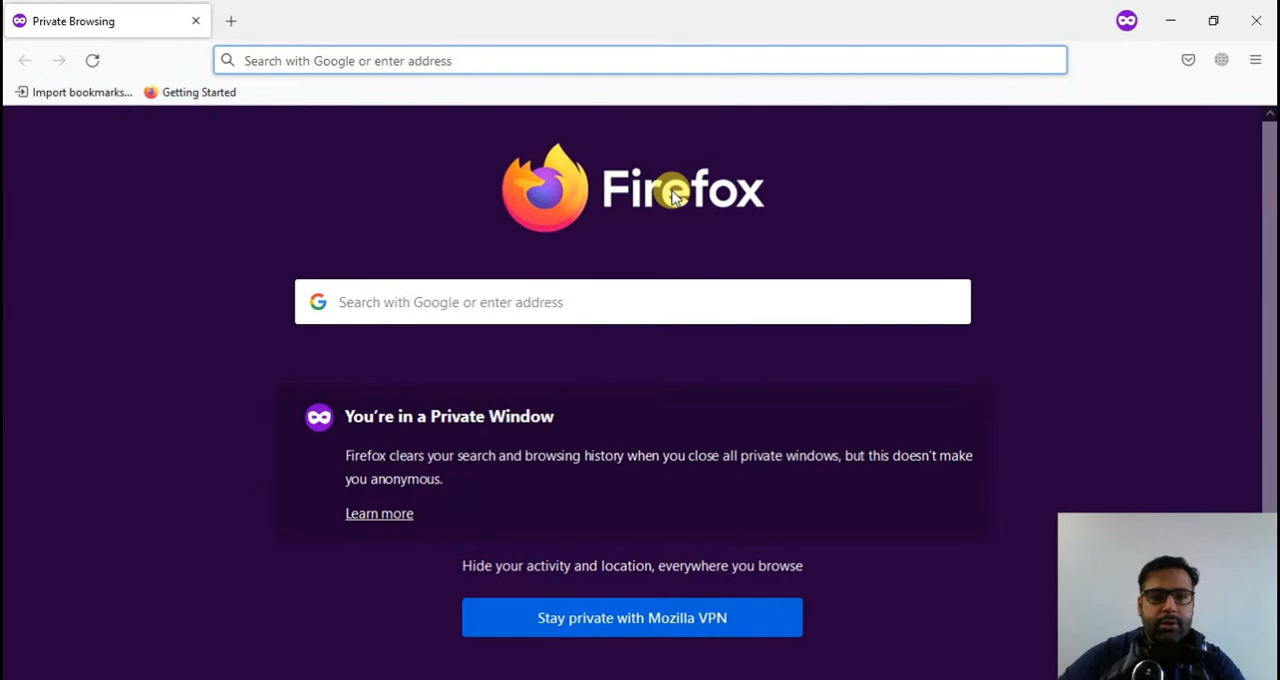 Private Browsing
Search with Google or enter address
Import bookmarks...
Getting Started
Firefox
Search with Google or enter address
You're in a Private Window
Firefox clears your search and browsing history when you close all private windows, but this doesn't make
you anonymous.
Learn more
Hide your activity and location, everywhere you browse
Stay private with Mozilla VPN